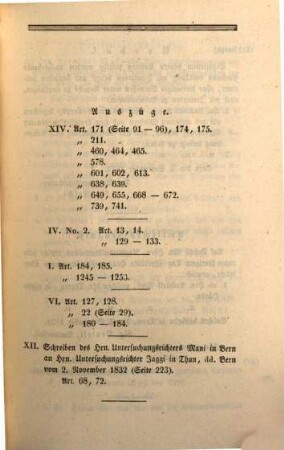 Auszüge.
XIV. Art. 171 (Seite 91 — 96), 174, 175.
„ 211.
„ 460, 464, 465.
„ 578.
„ 601, 602, 613.
„ 638, 639.
„ 649, 655, 668 — 672.
„ 739, 741.
IV. No. 2. Art. 13, 14.
„ 129 — 133.
I. Art. 184, 185.
„ 1245 — 1253.
VI. Art. 127, 128.
„ 22 (Seite 29).
„ 180 — 184.
XII. Schreiben des Hrn. Untersuchungsrichters Mani in Bern
an Hrn. Untersuchungsrichter Jaggi in Thun, dd. Bern
vom 2. November 1832 (Seite 223).
Art. 68, 72.